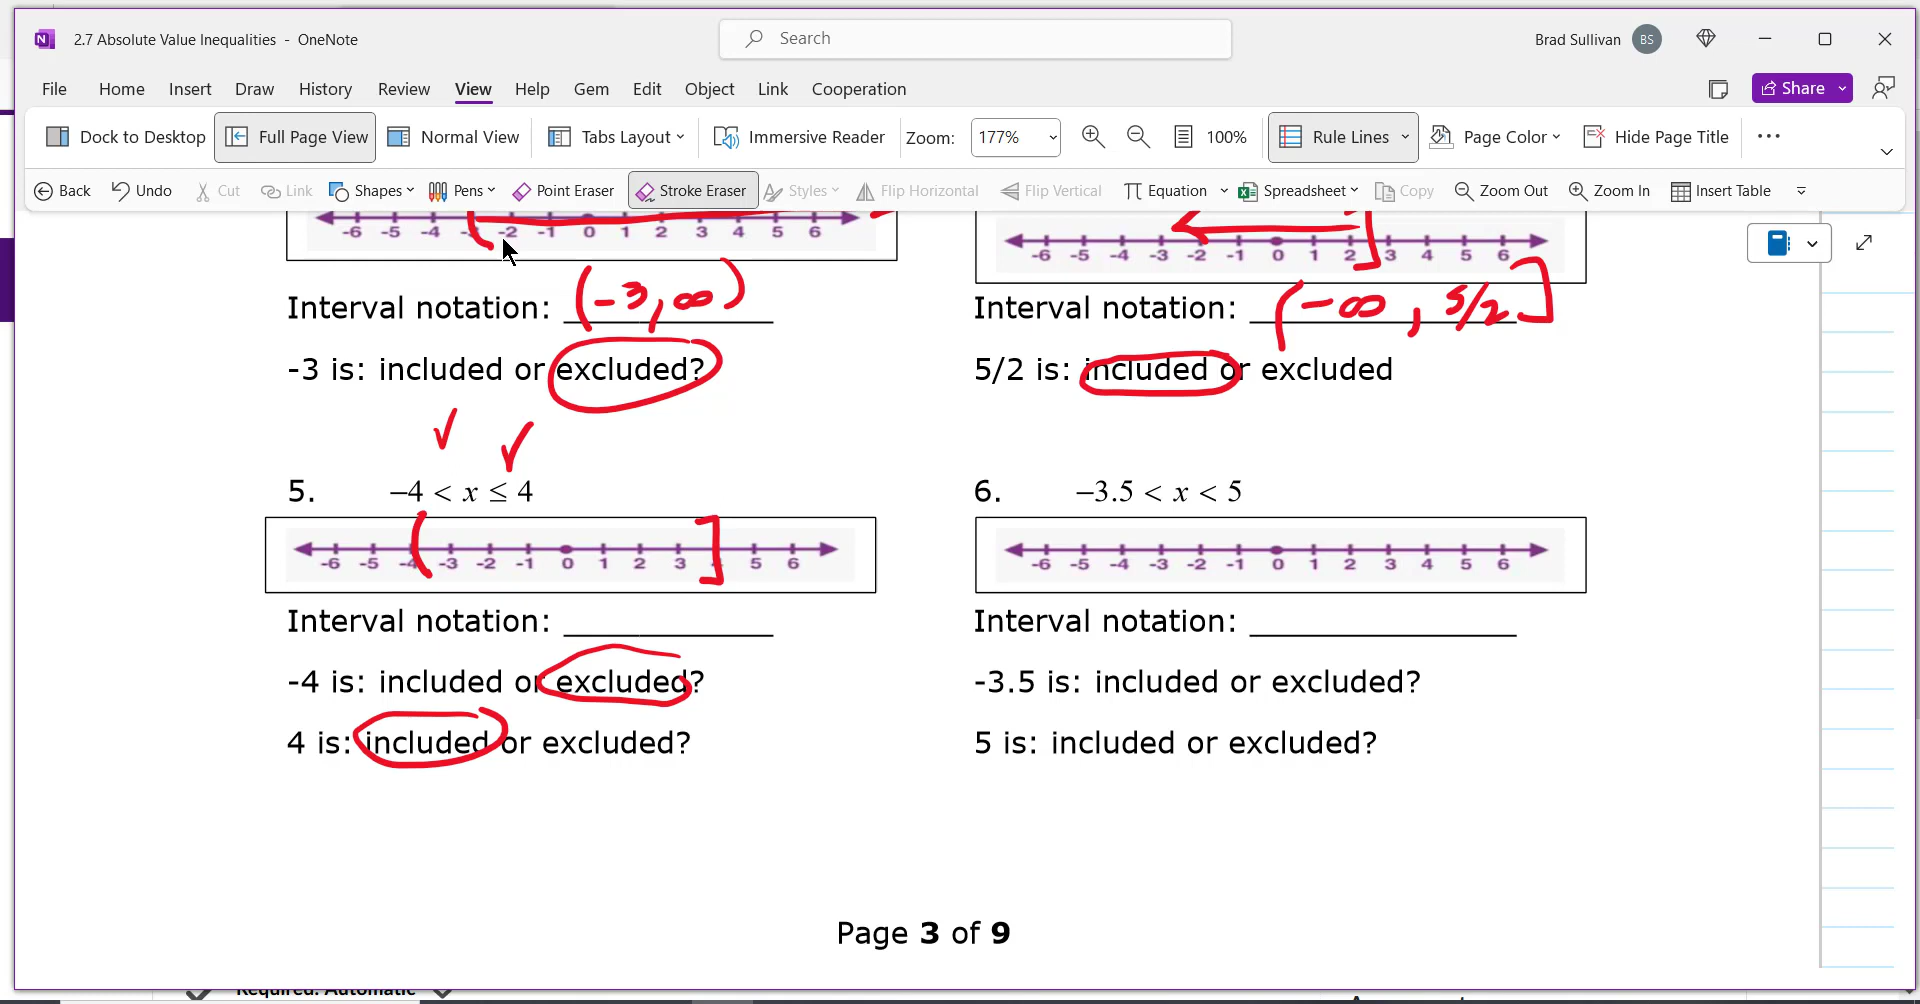 2.7 Absolute Value Inequalities - OneNote
Search
Brad Sullivan BS
File Home Insert Draw History Review View Help Gem Edit Object Link Cooperation
Share
Dock to Desktop Full Page View Normal View Tabs Layout Immersive Reader Zoom: 177% 100% Rule Lines Page Color Hide Page Title
Back Undo Cut Link Shapes Pens Point Eraser Stroke Eraser Styles Flip Horizontal Flip Vertical Equation Spreadsheet Copy Zoom Out Zoom In Insert Table
-6 -5 -4 -3 -2 -1 0 1 2 3 4 5 6
-6 -5 -4 -3 -2 -1 0 1 2 3 4 5 6
Interval notation: (-3, ∞)
Interval notation: (-∞, 5/2]
-3 is: included or excluded?
5/2 is: included or excluded
5. −4 < x ≤ 4
6. −3.5 < x < 5
-6 -5 -4 -3 -2 -1 0 1 2 3 5 6
-6 -5 -4 -3 -2 -1 0 1 2 3 4 5 6
Interval notation: ____________
Interval notation: ____________
-4 is: included or excluded?
-3.5 is: included or excluded?
4 is: included or excluded?
5 is: included or excluded?
Page 3 of 9
Required: Automatic